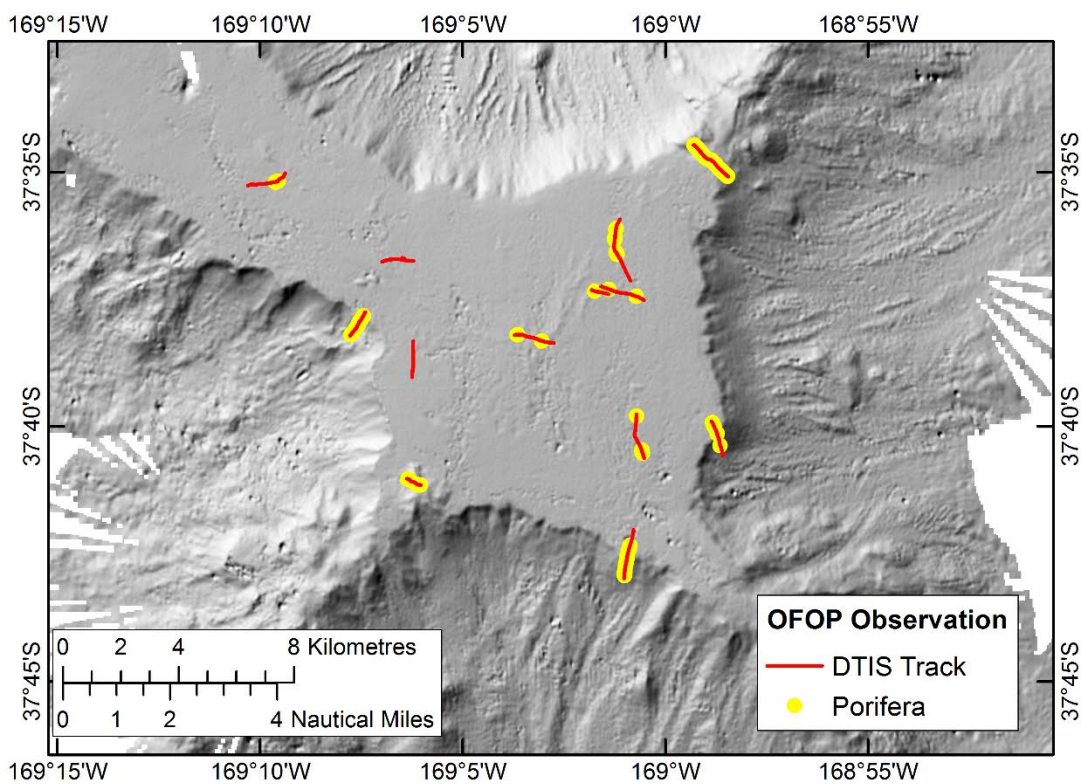 169°15'W 169°10'W 169°5'W 169°W 168°55'W
37°35'S 37°35'S
37°40'S 37°40'S
37°45'S 37°45'S
OFOP Observation
DTIS Track
Porifera
0 2 4 8 Kilometres
0 1 2 4 Nautical Miles
169°15'W 169°10'W 169°5'W 169°W 168°55'W